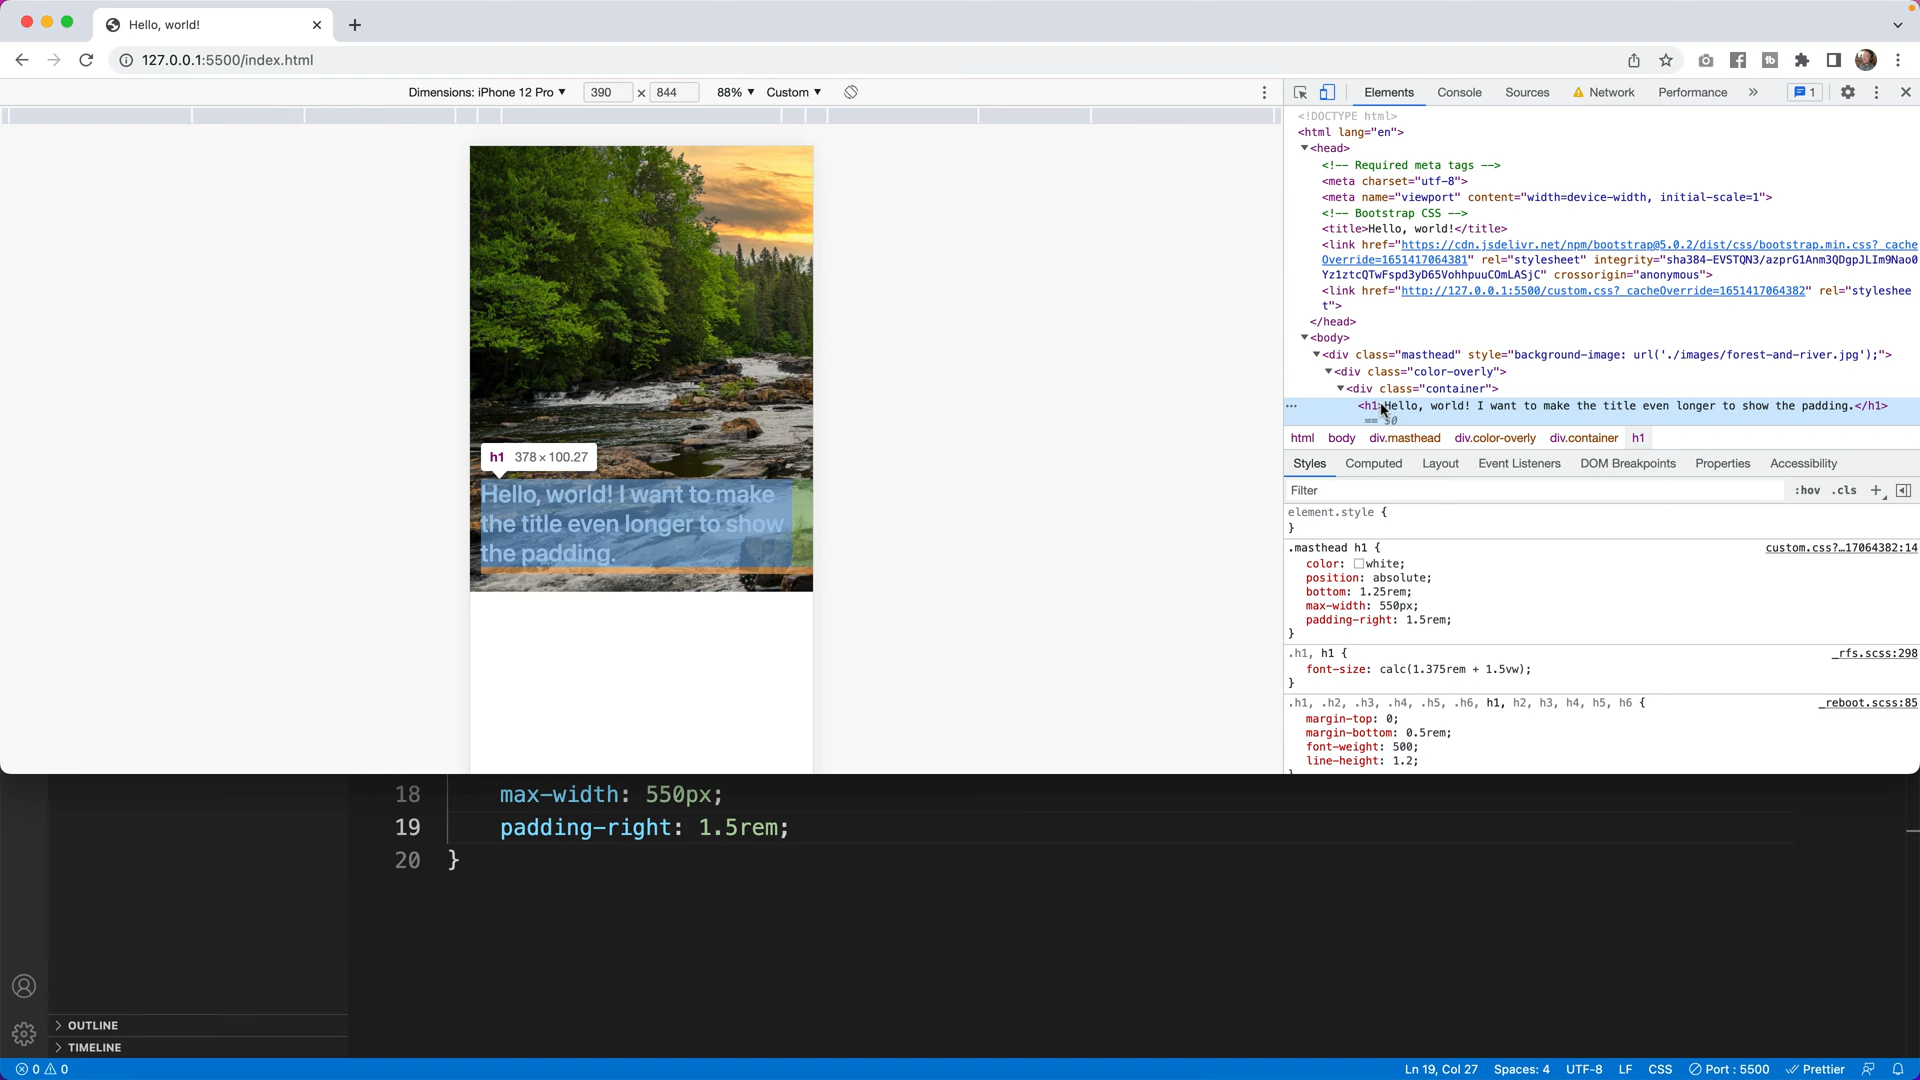 Hello, world!
127.0.0.1:5500/index.html
Dimensions: iPhone 12 Pro ▼ 390 × 844 88% ▼ Custom ▼
Elements Console Sources Network Performance » 1
<!DOCTYPE html>
<html lang="en">
▼<head>
<!-- Required meta tags -->
<meta charset="utf-8">
<meta name="viewport" content="width=device-width, initial-scale=1">
<!-- Bootstrap CSS -->
<title>Hello, world!</title>
<link href="https://cdn.jsdelivr.net/npm/bootstrap@5.0.2/dist/css/bootstrap.min.css?_cache
Override=1651417064381" rel="stylesheet" integrity="sha384-EVSTQN3/azprG1Anm3QDgpJLIm9Nao0
Yz1ztcQTwFspd3yD65VohhpuuCOmLASjC" crossorigin="anonymous">
<link href="http://127.0.0.1:5500/custom.css?_cacheOverride=1651417064382" rel="styleshee
t">
</head>
▼<body>
▼<div class="masthead" style="background-image: url('./images/forest-and-river.jpg');">
▼<div class="color-overly">
▼<div class="container">
<h1>Hello, world! I want to make the title even longer to show the padding.</h1>
== $0
html body div.masthead div.color-overly div.container h1
Styles Computed Layout Event Listeners DOM Breakpoints Properties Accessibility
Filter :hov .cls +
element.style {
}
.masthead h1 { custom.css?…17064382:14
color: white;
position: absolute;
bottom: 1.25rem;
max-width: 550px;
padding-right: 1.5rem;
}
.h1, h1 { _rfs.scss:298
font-size: calc(1.375rem + 1.5vw);
}
.h1, .h2, .h3, .h4, .h5, .h6, h1, h2, h3, h4, h5, h6 { _reboot.scss:85
margin-top: 0;
margin-bottom: 0.5rem;
font-weight: 500;
line-height: 1.2;
h1 378 × 100.27
Hello, world! I want to make
the title even longer to show
the padding.
18 max-width: 550px;
19 padding-right: 1.5rem;
20 }
OUTLINE
TIMELINE
0 0 Ln 19, Col 27 Spaces: 4 UTF-8 LF CSS Port : 5500 Prettier